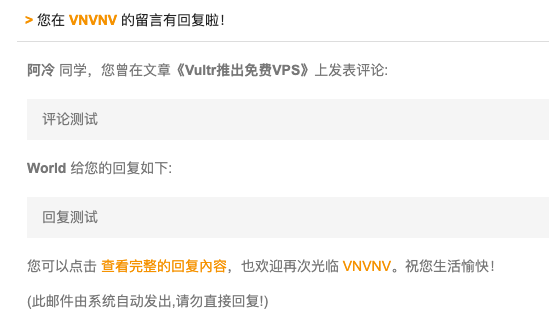 > 您在 VNVNV 的留言有回复啦！
阿冷 同学，您曾在文章《Vultr推出免费VPS》上发表评论:
评论测试
World 给您的回复如下:
回复测试
您可以点击 查看完整的回复內容，也欢迎再次光临 VNVNV。祝您生活愉快！
(此邮件由系统自动发出,请勿直接回复!)